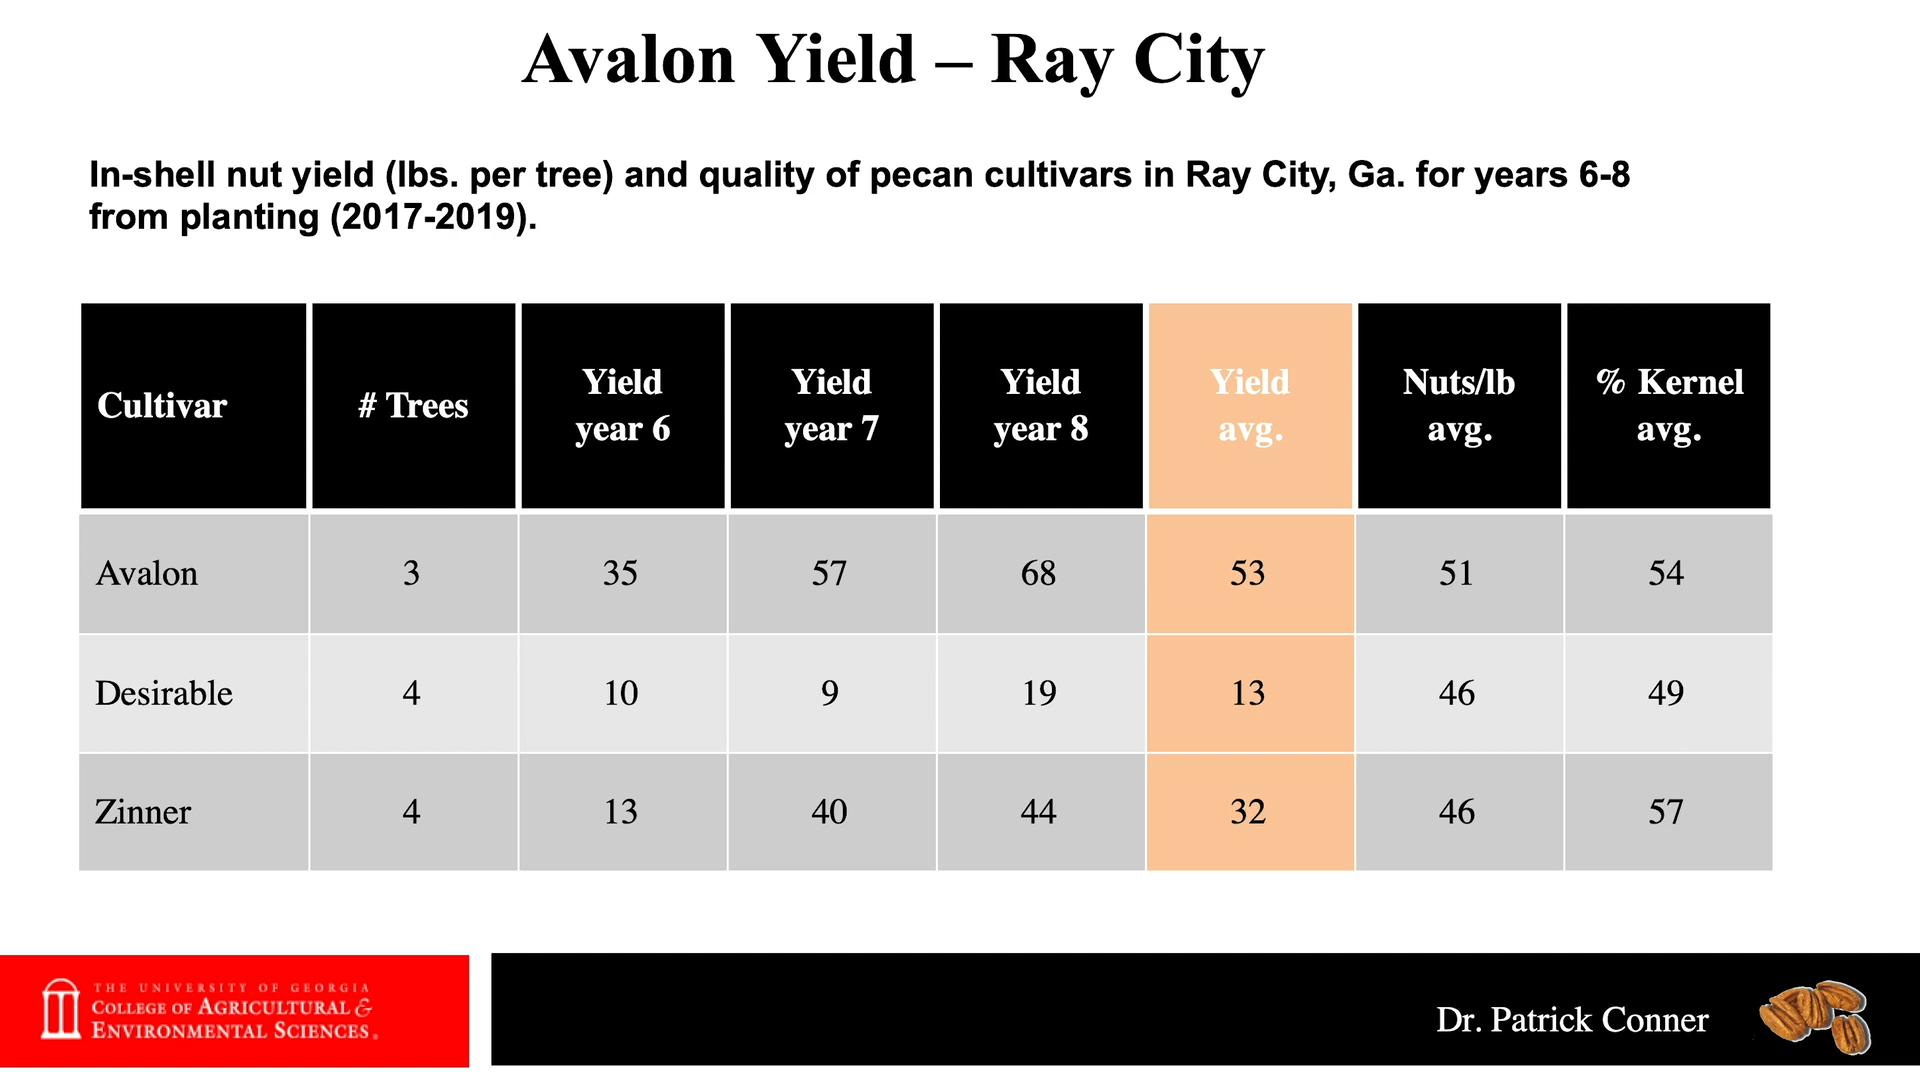 Avalon Yield – Ray City
In-shell nut yield (lbs. per tree) and quality of pecan cultivars in Ray City, Ga. for years 6-8
from planting (2017-2019).
Cultivar # Trees Yield year 6 Yield year 7 Yield year 8 Yield avg. Nuts/lb avg. % Kernel avg.
Avalon 3 35 57 68 53 51 54
Desirable 4 10 9 19 13 46 49
Zinner 4 13 40 44 32 46 57
THE UNIVERSITY OF GEORGIA
COLLEGE OF AGRICULTURAL &
ENVIRONMENTAL SCIENCES
Dr. Patrick Conner